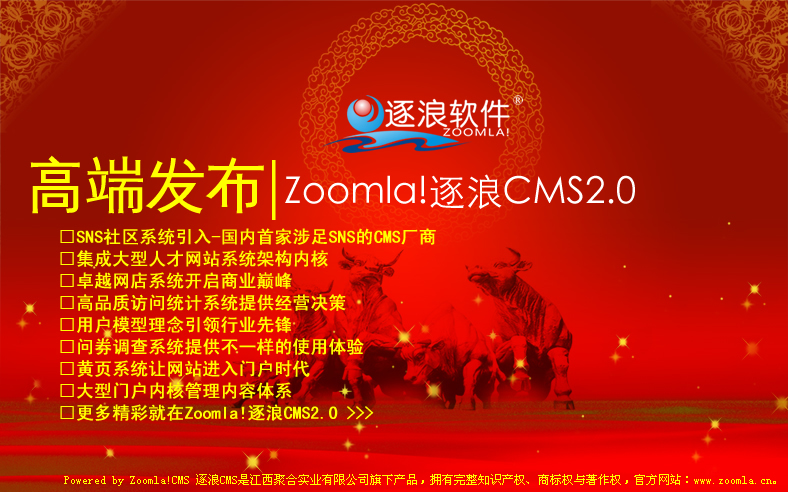 逐浪软件®
ZOOMLA!
高端发布|Zoomla!逐浪CMS2.0
□SNS社区系统引入-国内首家涉足SNS的CMS厂商
□集成大型人才网站系统架构内核
□卓越网店系统开启商业巅峰
□高品质访问统计系统提供经营决策
□用户模型理念引领行业先锋
□问券调查系统提供不一样的使用体验
□黄页系统让网站进入门户时代
□大型门户内核管理内容体系
□更多精彩就在Zoomla!逐浪CMS2.0 >>>
Powered by Zoomla!CMS 逐浪CMS是江西聚合实业有限公司旗下产品,拥有完整知识产权、商标权与著作权,官方网站:www.zoomla.cn。